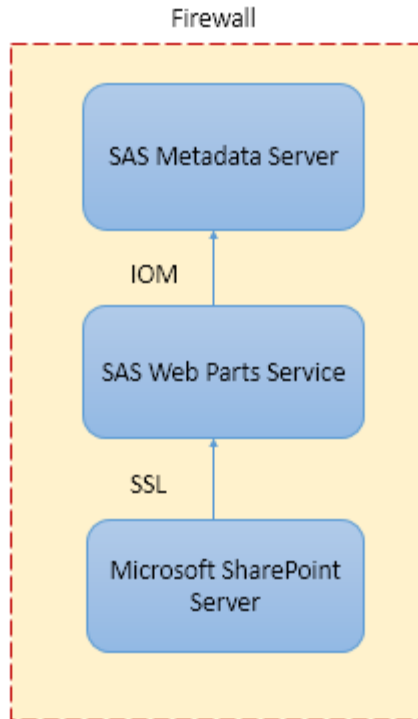 Firewall
SAS Metadata Server
IOM
SAS Web Parts Service
SSL
Microsoft SharePoint
Server